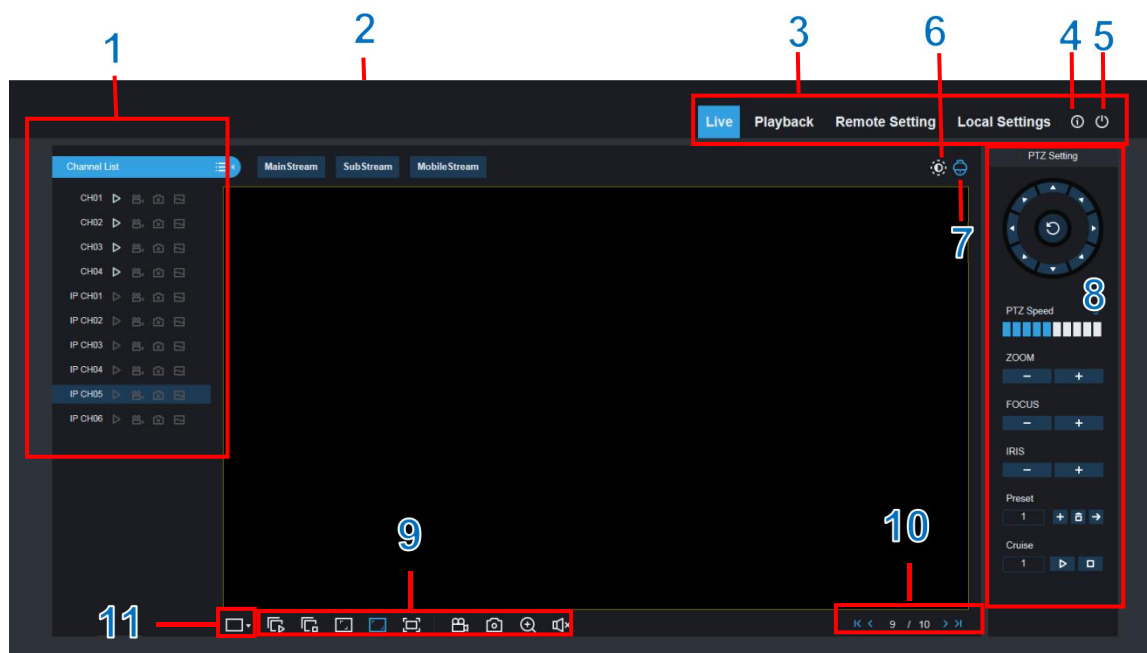 1
2
3
6
4
5
Live Playback Remote Setting Local Settings
Channel List
MainStream SubStream MobileStream
7
PTZ Setting
CH01
CH02
CH03
CH04
IP CH01
IP CH02
IP CH03
IP CH04
IP CH05
IP CH06
8
PTZ Speed
ZOOM
- +
FOCUS
- +
IRIS
- +
Preset
1 +
Cruise
1
9
10
11
9 / 10